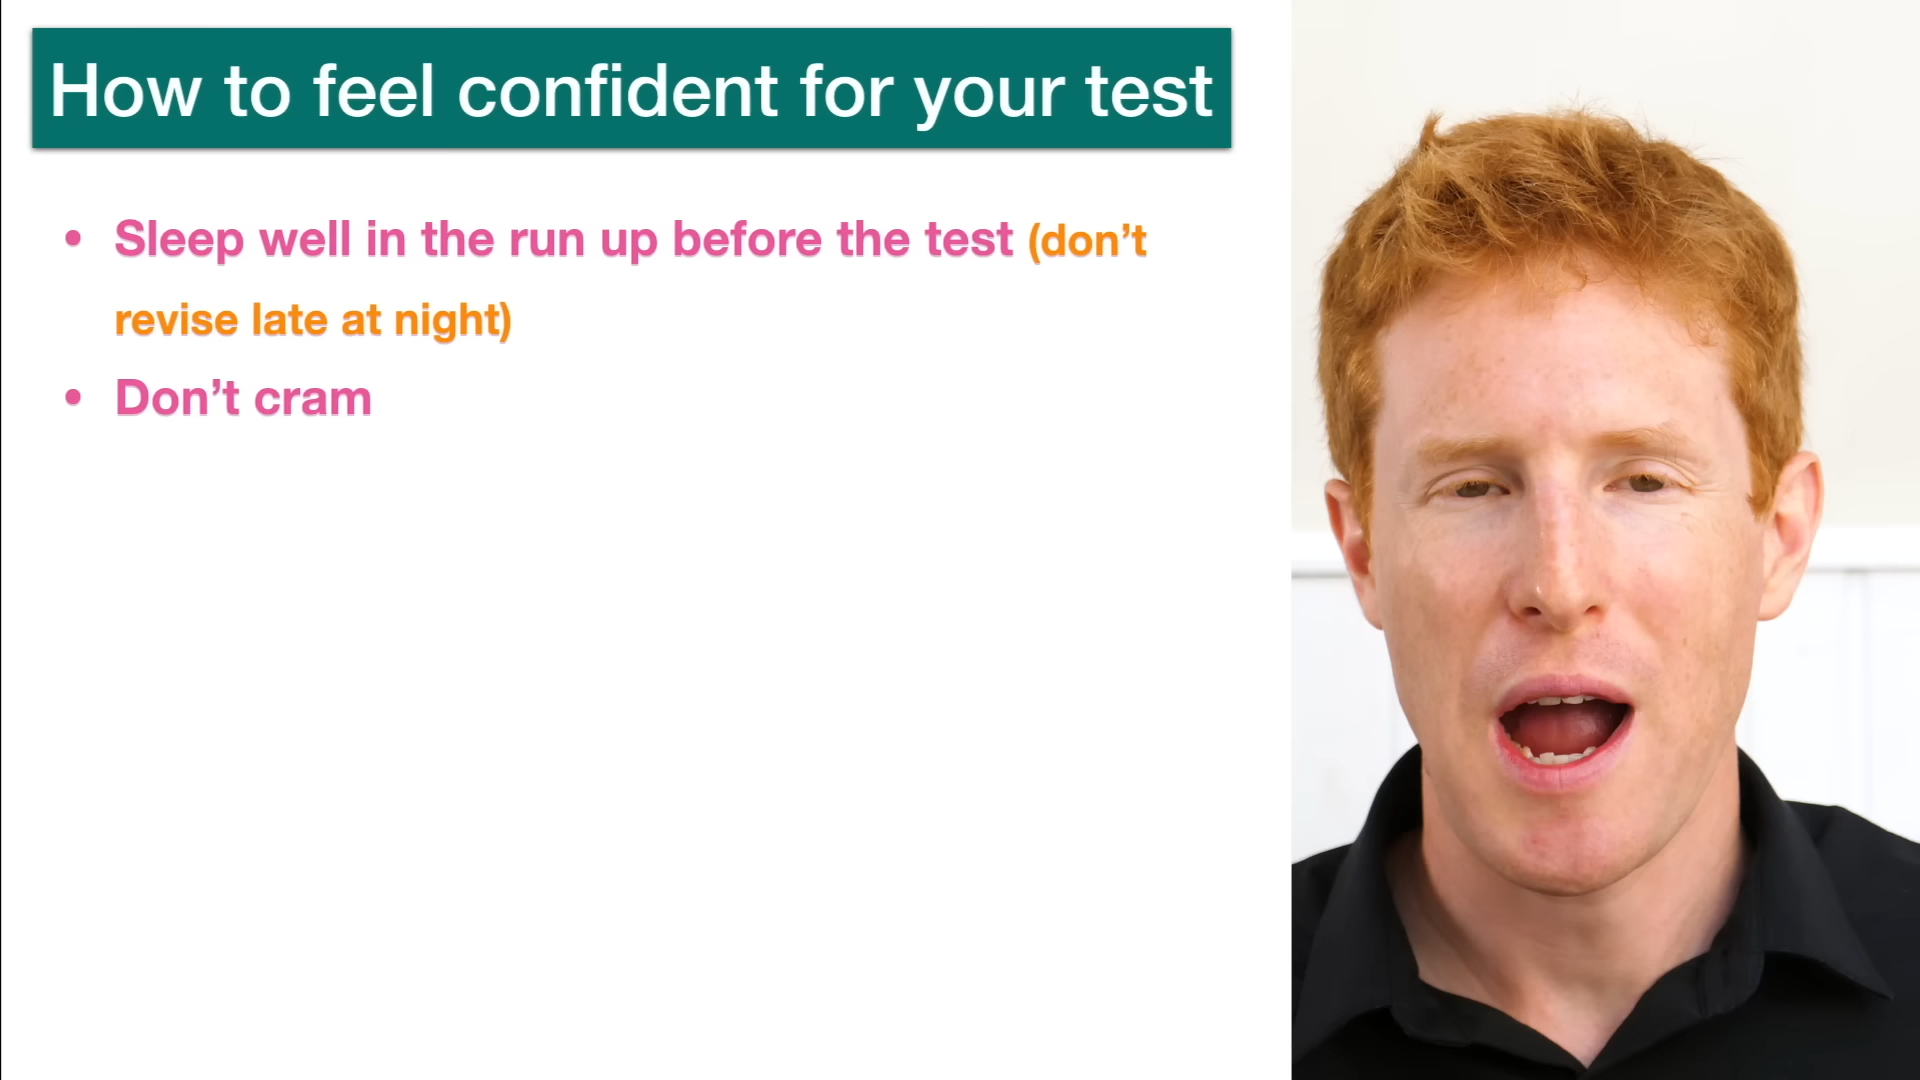 How to feel confident for your test
• Sleep well in the run up before the test (don’t
revise late at night)
• Don’t cram